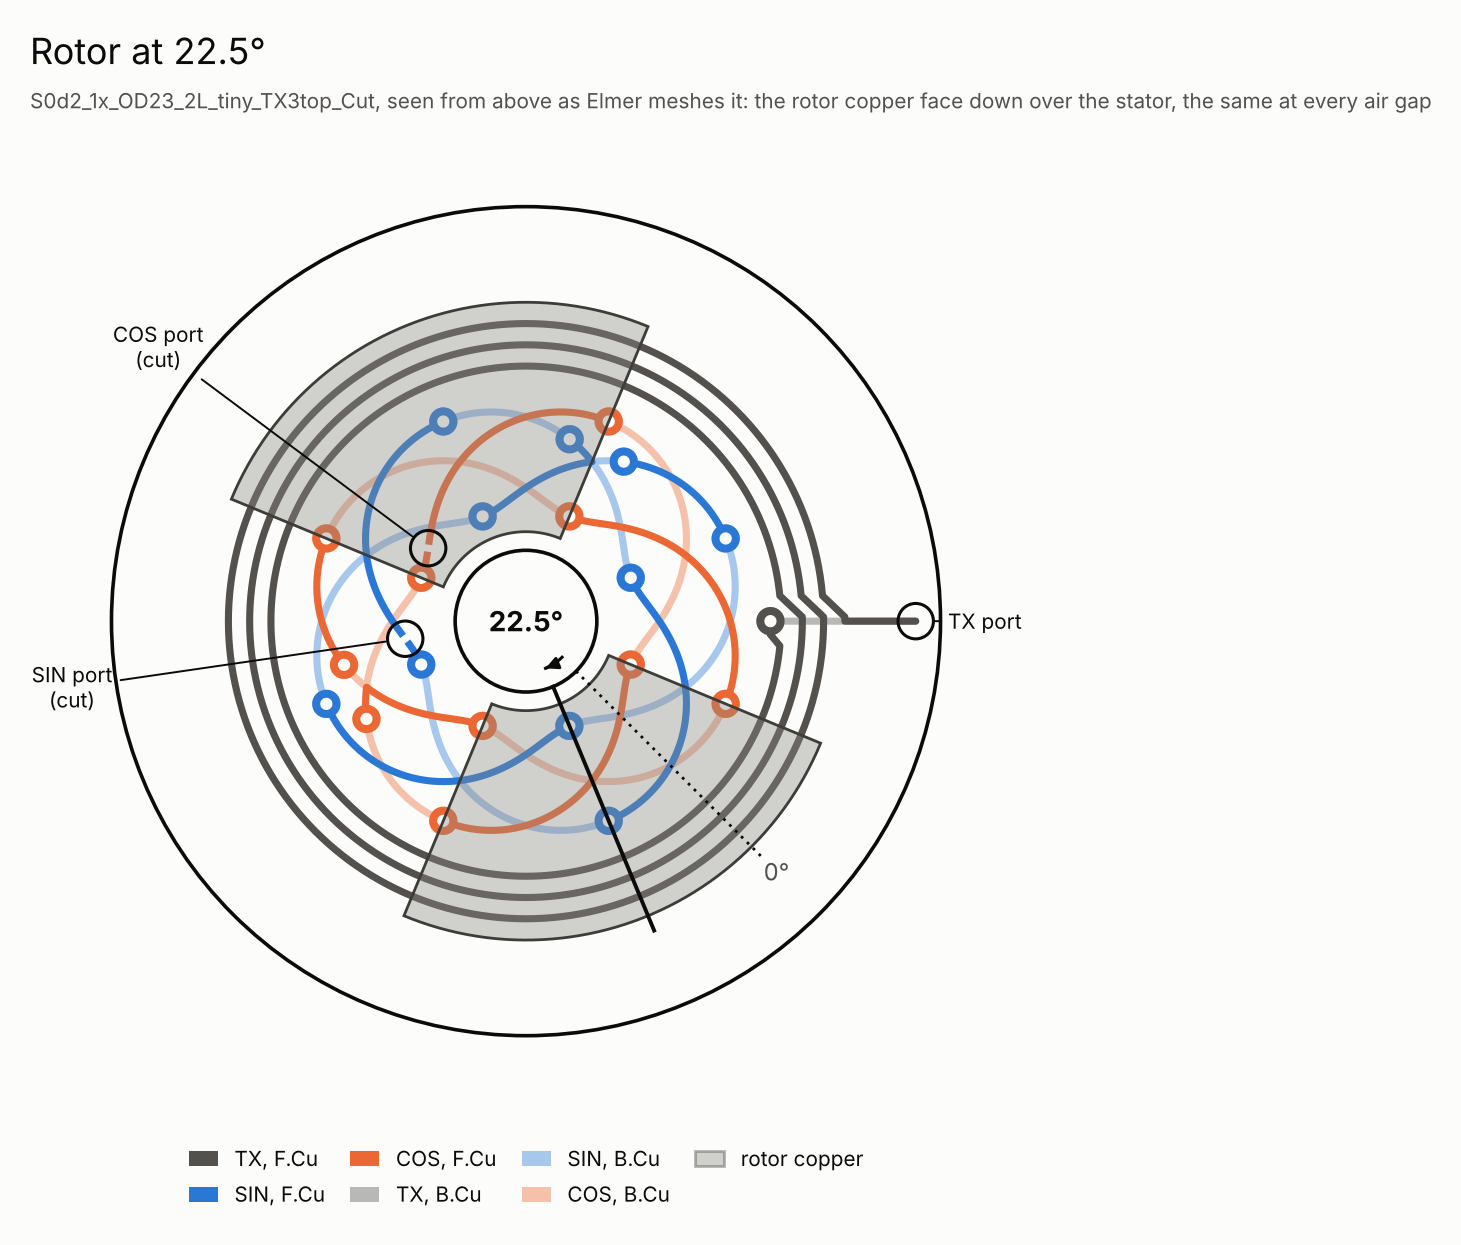 Rotor at 22.5°
S0d2_1x_OD23_2L_tiny_TX3top_Cut, seen from above as Elmer meshes it: the rotor copper face down over the stator, the same at every air gap
COS port
(cut)
22.5°
TX port
SIN port
(cut)
0°
TX, F.Cu
COS, F.Cu
SIN, B.Cu
rotor copper
SIN, F.Cu
TX, B.Cu
COS, B.Cu